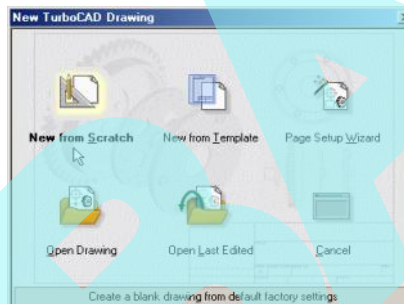 New TurboCAD Drawing
New from Scratch
New from Template
Page Setup Wizard
Open Drawing
Open Last Edited
Cancel
Create a blank drawing from default factory settings